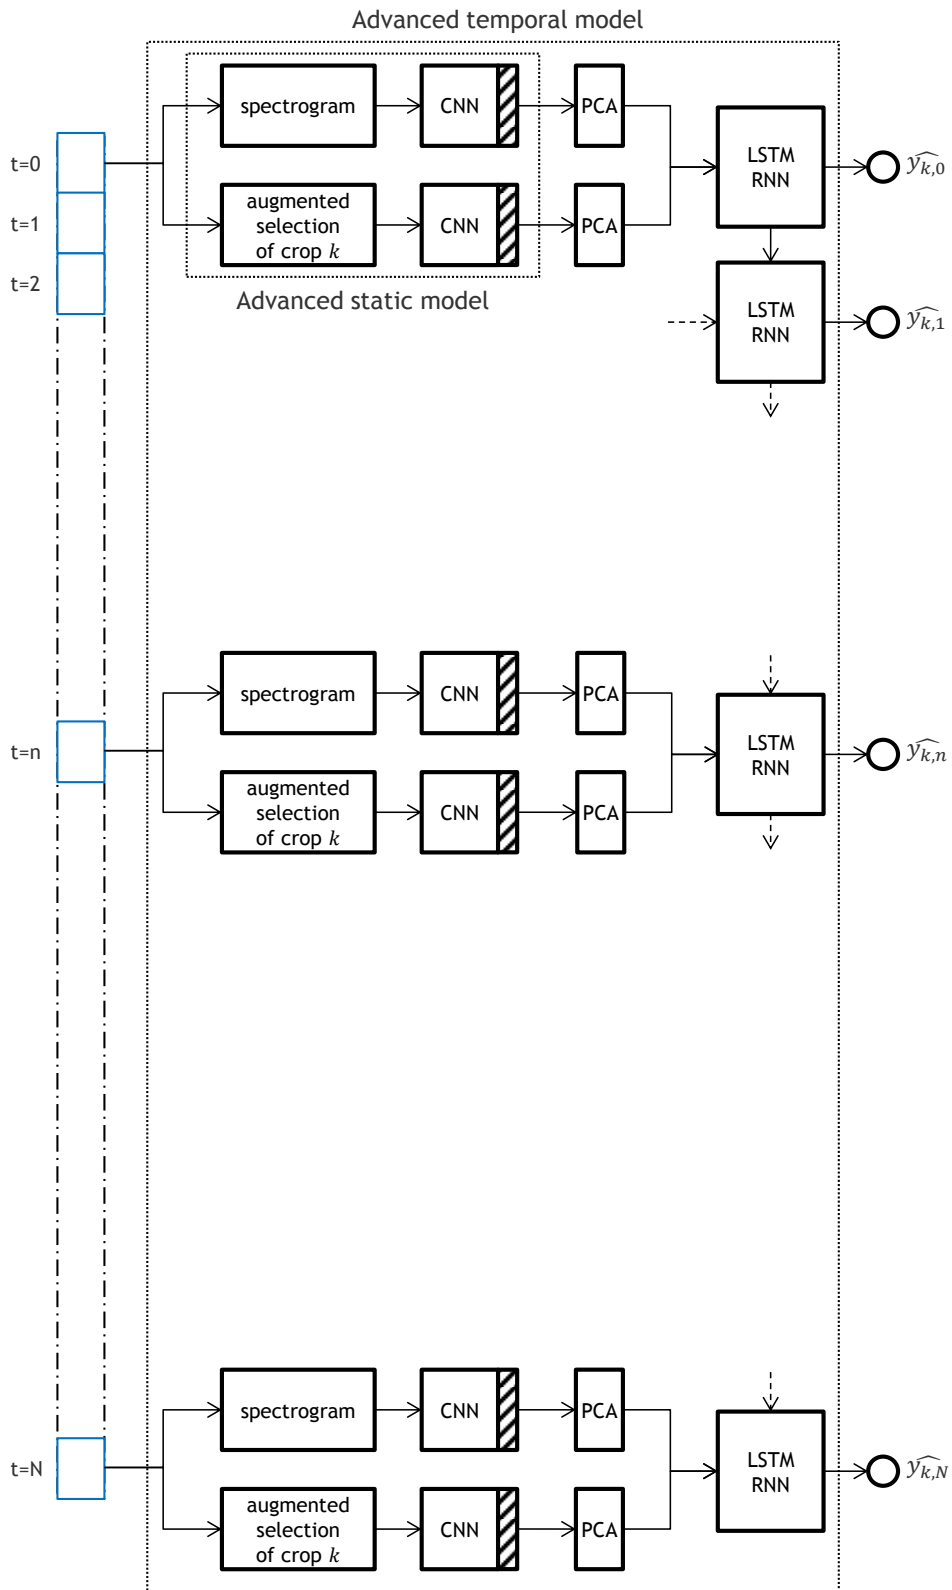 Advanced temporal model
spectrogram
CNN
PCA
t=0
LSTM
RNN
ŷk,0
augmented
selection
of crop k
CNN
PCA
t=1
t=2
Advanced static model
LSTM
RNN
ŷk,1
spectrogram
CNN
PCA
t=n
LSTM
RNN
ŷk,n
augmented
selection
of crop k
CNN
PCA
spectrogram
CNN
PCA
t=N
LSTM
RNN
ŷk,N
augmented
selection
of crop k
CNN
PCA